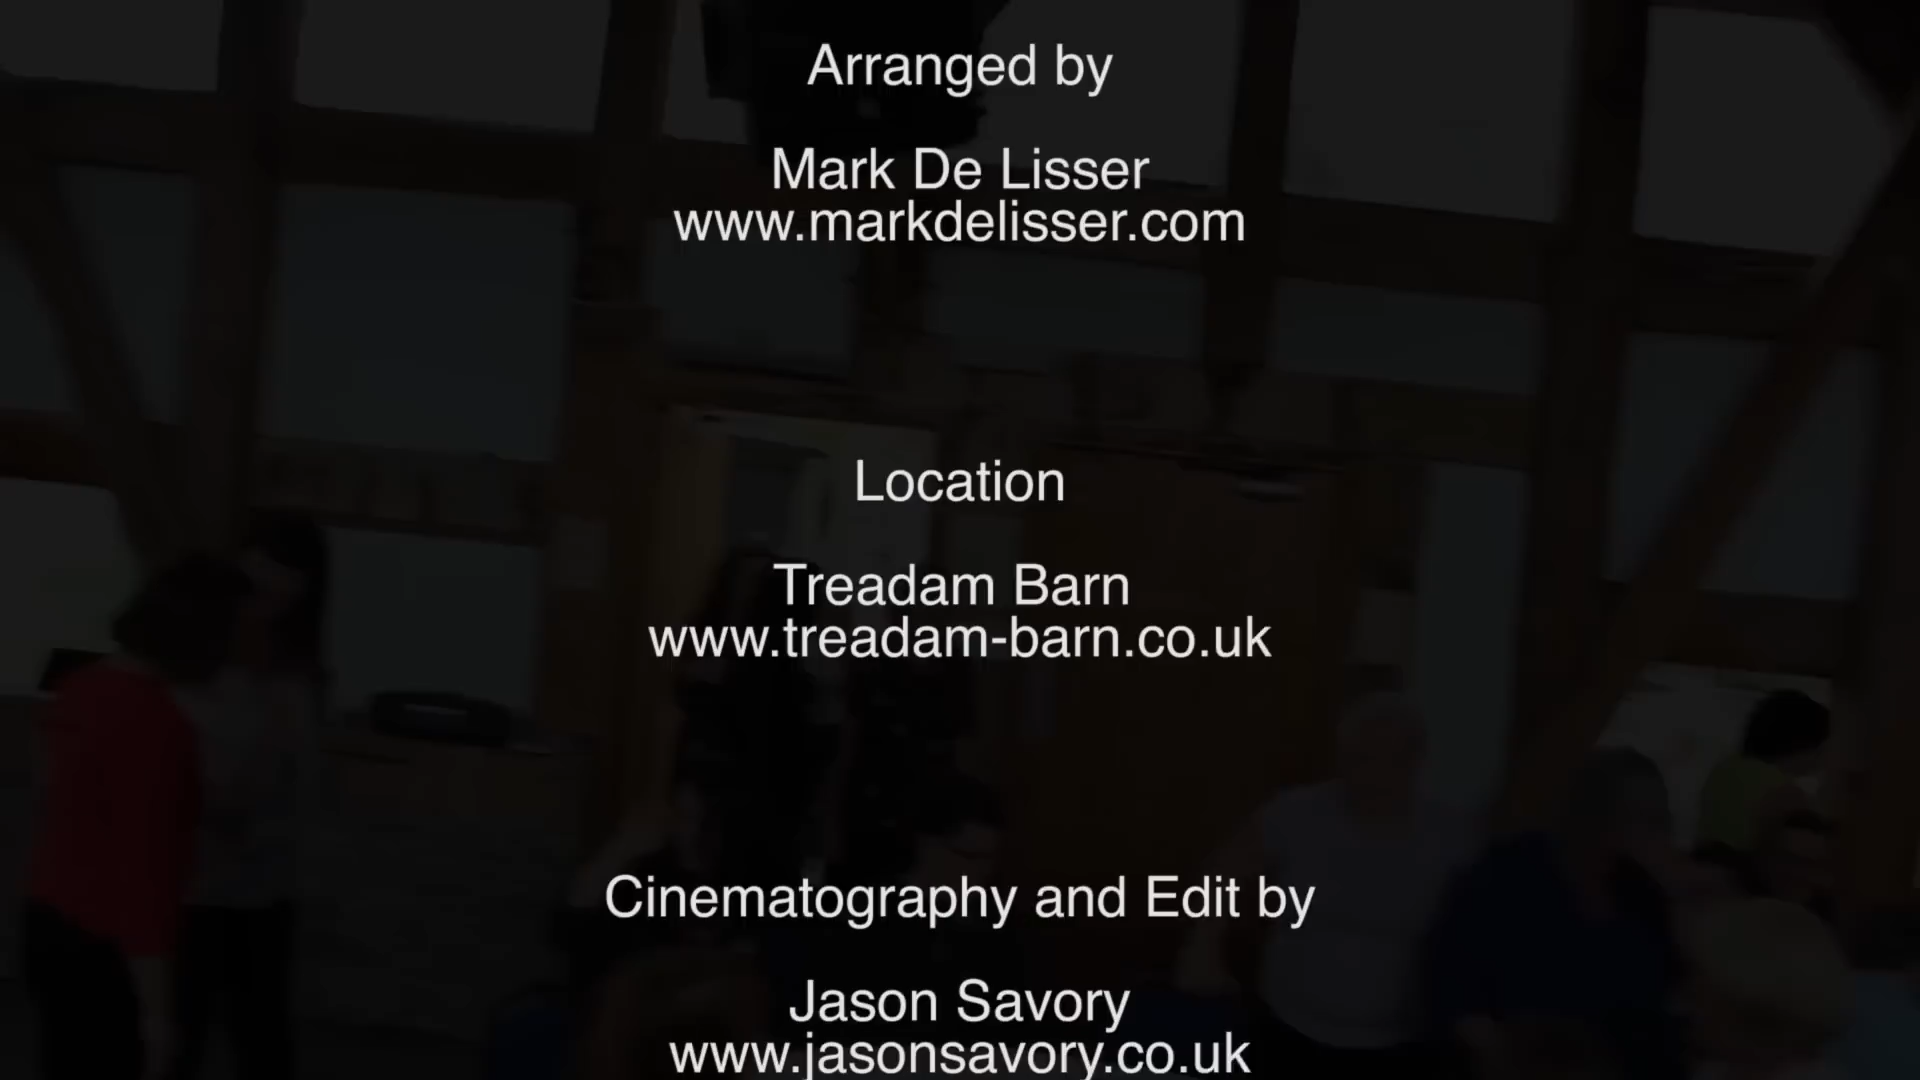 Arranged by
Mark De Lisser
www.markdelisser.com
Location
Treadam Barn
www.treadam-barn.co.uk
Cinematography and Edit by
Jason Savory
www.jasonsavory.co.uk